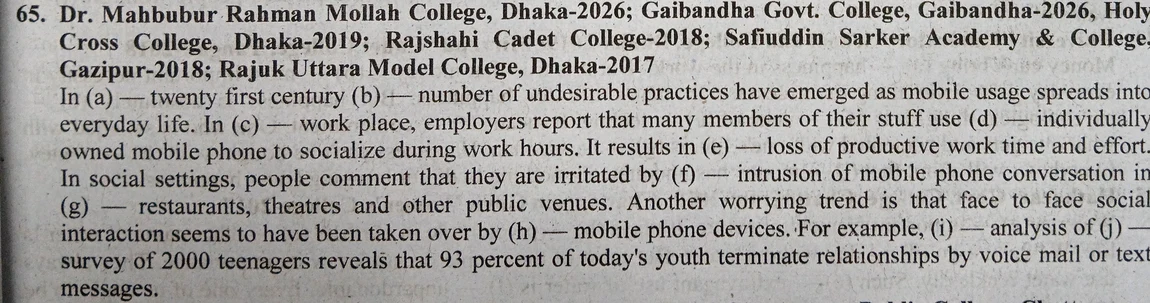 65. Dr. Mahbubur Rahman Mollah College, Dhaka-2026; Gaibandha Govt. College, Gaibandha-2026, Holy
Cross College, Dhaka-2019; Rajshahi Cadet College-2018; Safiuddin Sarker Academy & College,
Gazipur-2018; Rajuk Uttara Model College, Dhaka-2017
In (a) — twenty first century (b) — number of undesirable practices have emerged as mobile usage spreads into
everyday life. In (c) — work place, employers report that many members of their stuff use (d) — individually
owned mobile phone to socialize during work hours. It results in (e) — loss of productive work time and effort.
In social settings, people comment that they are irritated by (f) — intrusion of mobile phone conversation in
(g) — restaurants, theatres and other public venues. Another worrying trend is that face to face social
interaction seems to have been taken over by (h) — mobile phone devices. For example, (i) — analysis of (j) —
survey of 2000 teenagers reveals that 93 percent of today's youth terminate relationships by voice mail or text
messages.